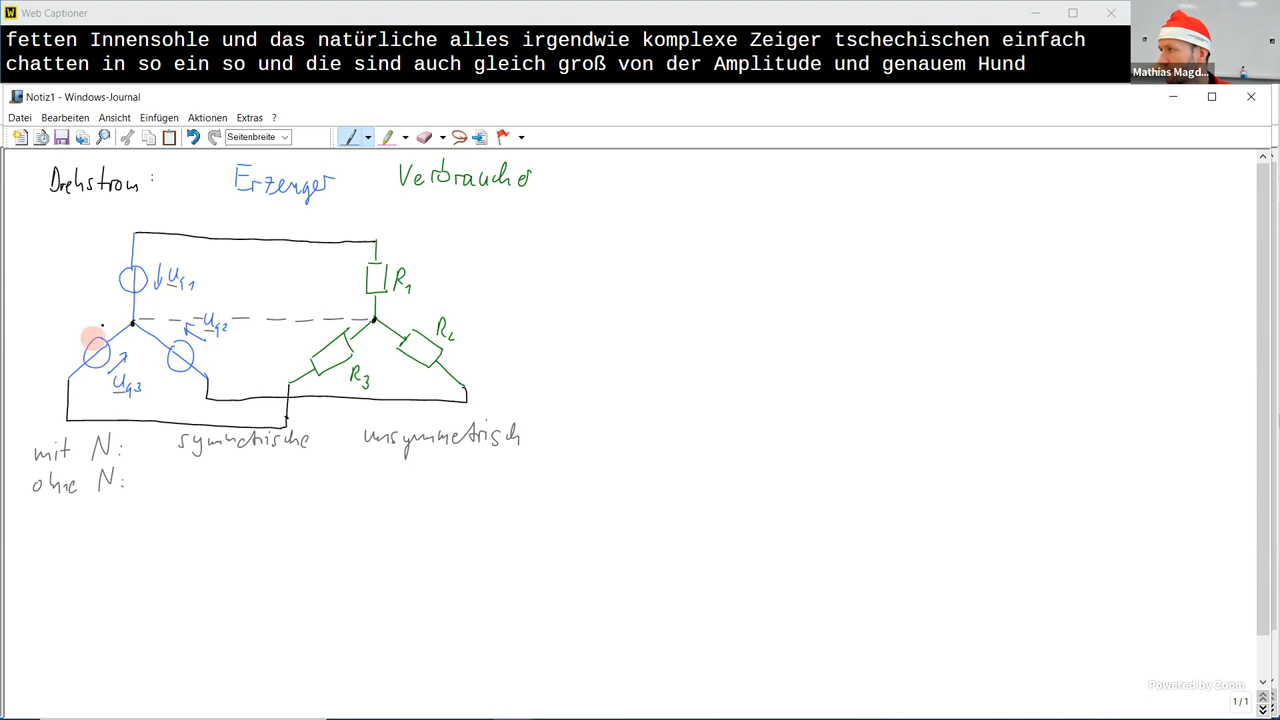 Web Captioner
fetten Innensohle und das natürliche alles irgendwie komplexe Zeiger tschechischen einfach
chatten in so ein so und die sind auch gleich groß von der Amplitude und genauem Hund
Mathias Magd...
Notiz1 - Windows-Journal
Datei Bearbeiten Ansicht Einfügen Aktionen Extras ?
Seitenbreite
Drehstrom: Erzeuger Verbraucher
U q1
R1
U q2
R2
U q3
R3
mit N: symmetrische unsymmetrisch
ohne N:
Powered by Zoom
1/1